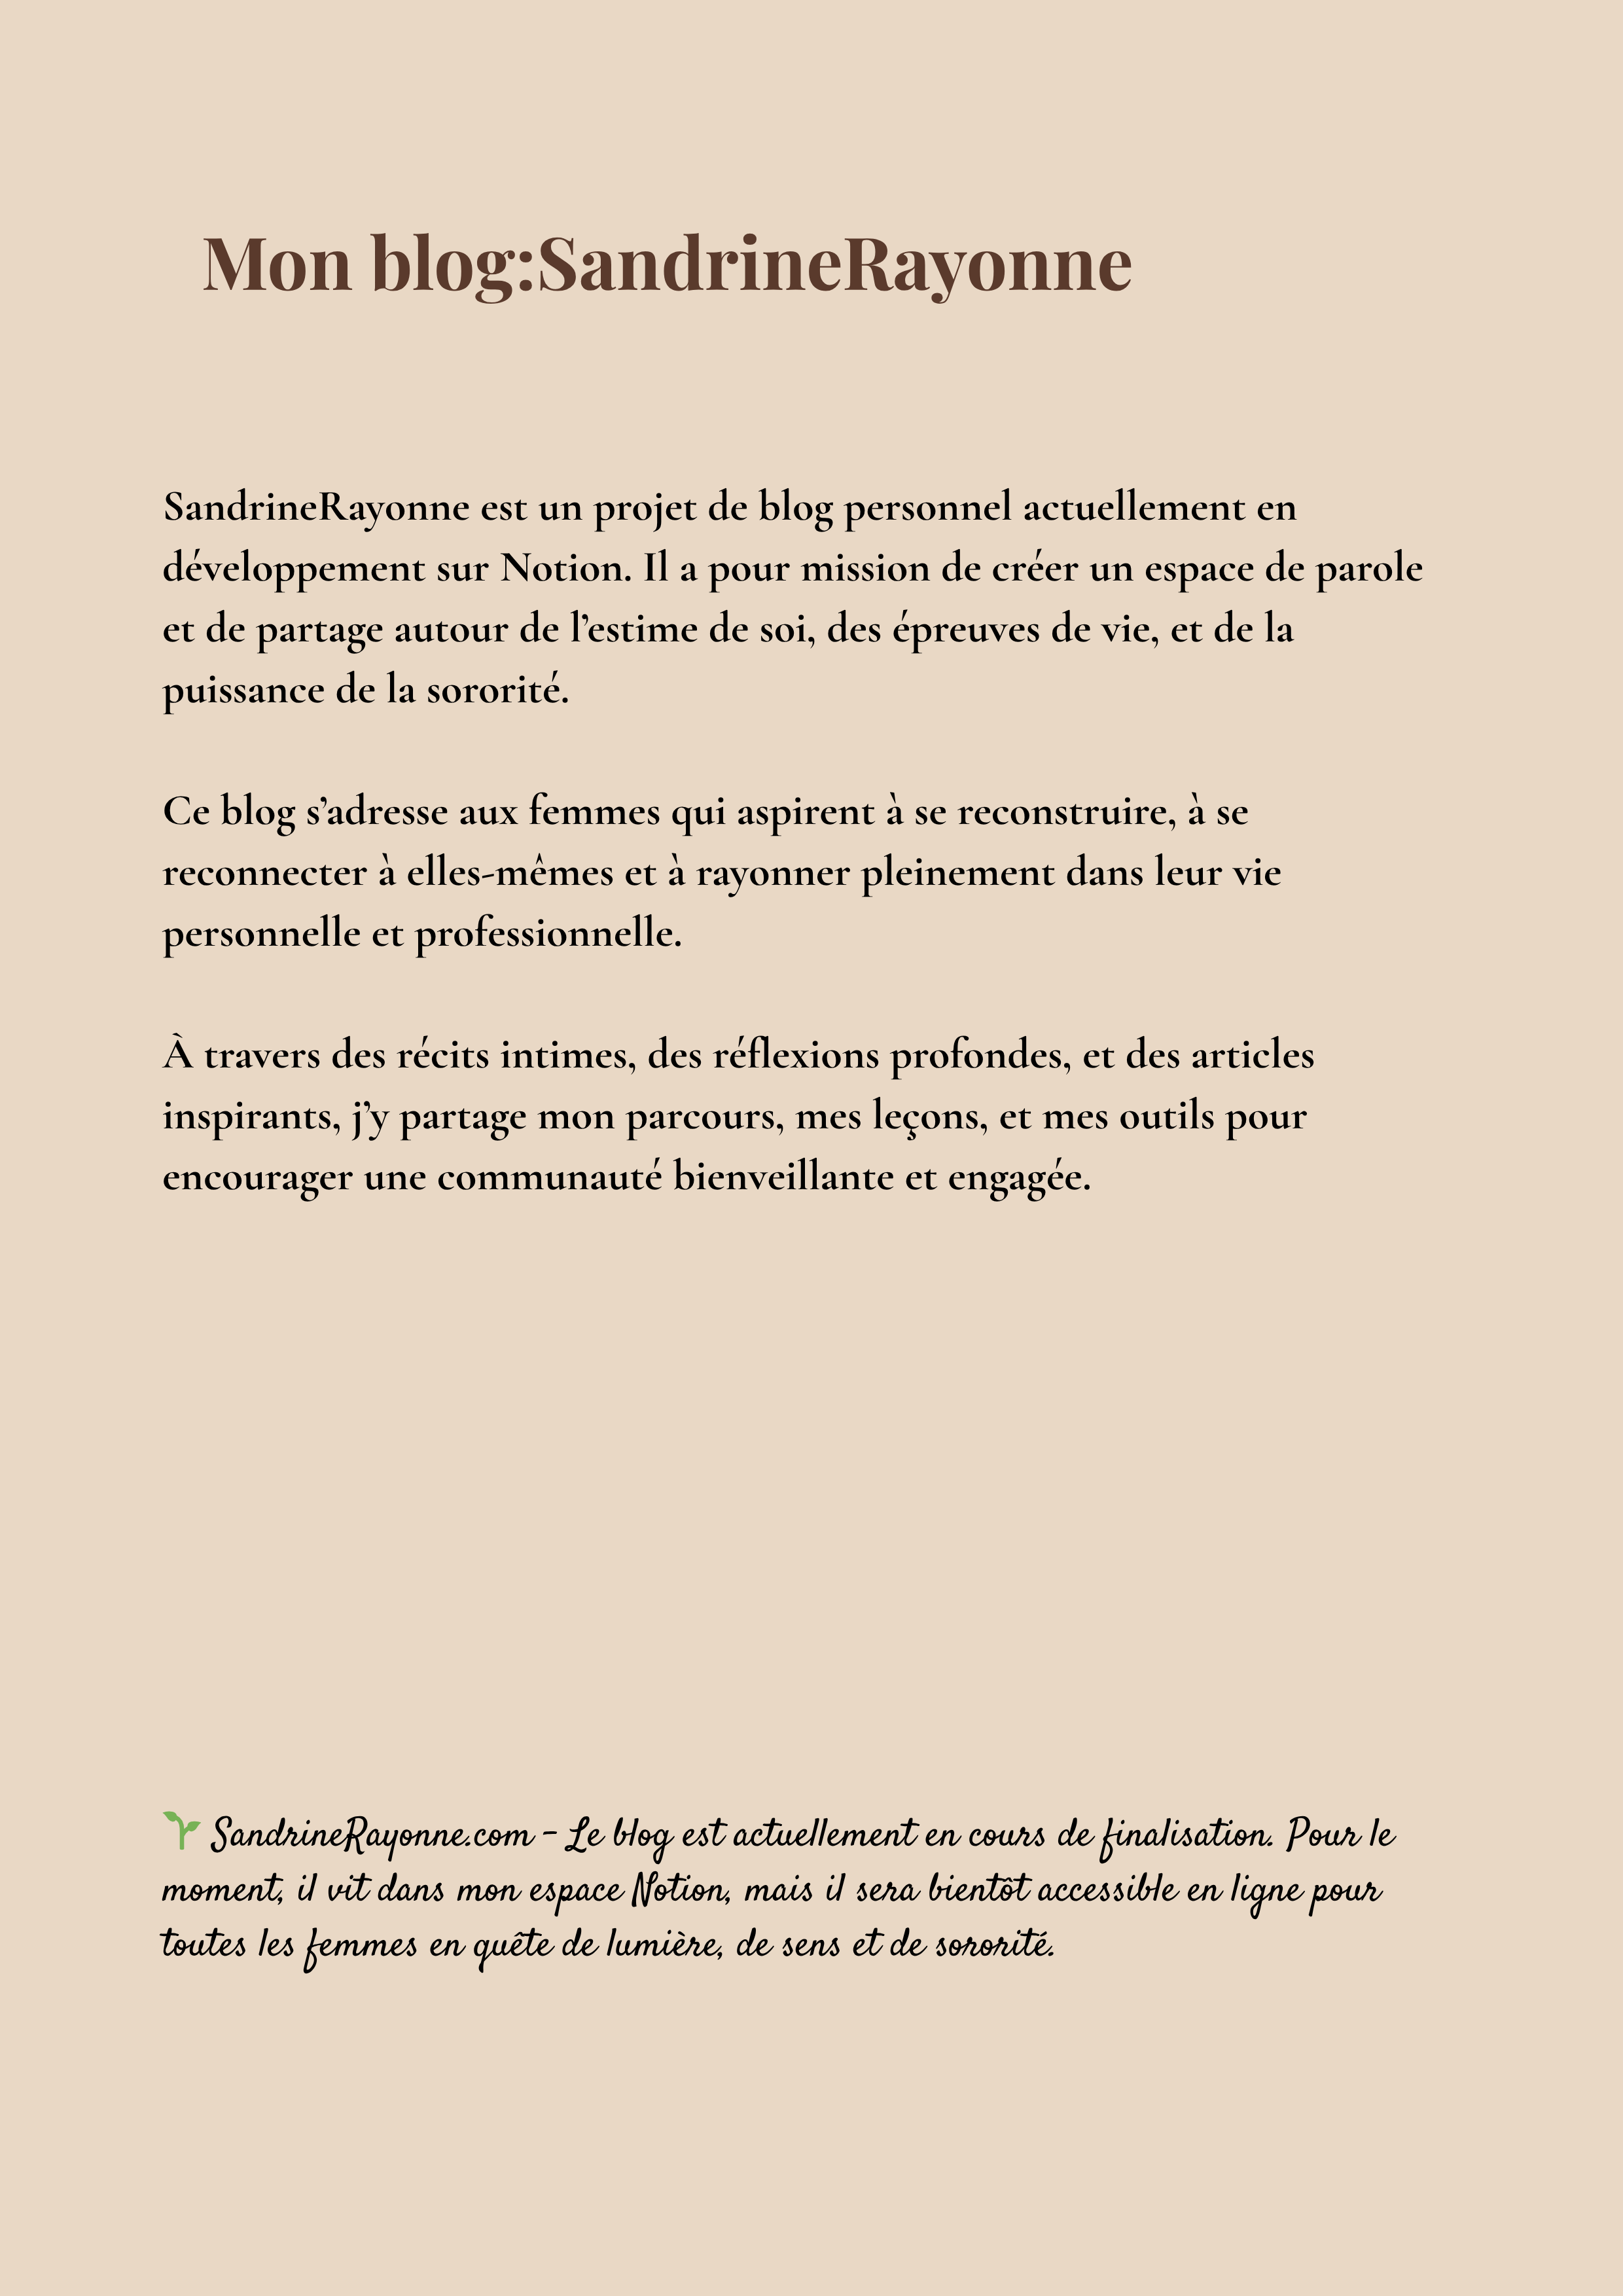 Mon blog:SandrineRayonne
SandrineRayonne est un projet de blog personnel actuellement en
développement sur Notion. Il a pour mission de créer un espace de parole
et de partage autour de l’estime de soi, des épreuves de vie, et de la
puissance de la sororité.
Ce blog s’adresse aux femmes qui aspirent à se reconstruire, à se
reconnecter à elles-mêmes et à rayonner pleinement dans leur vie
personnelle et professionnelle.
À travers des récits intimes, des réflexions profondes, et des articles
inspirants, j’y partage mon parcours, mes leçons, et mes outils pour
encourager une communauté bienveillante et engagée.
🌱 SandrineRayonne.com – Le blog est actuellement en cours de finalisation. Pour le
moment, il vit dans mon espace Notion, mais il sera bientôt accessible en ligne pour
toutes les femmes en quête de lumière, de sens et de sororité.